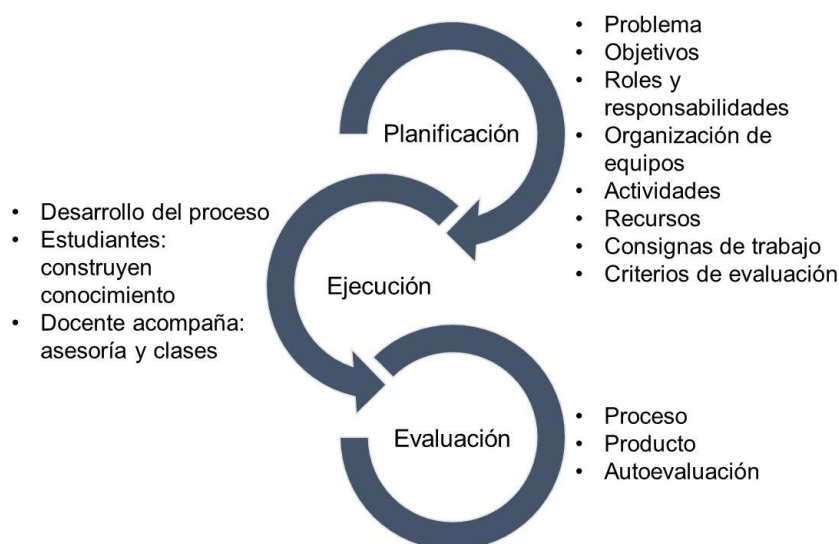 Planificación
• Problema
• Objetivos
• Roles y
responsabilidades
• Organización de
equipos
• Actividades
• Recursos
• Consignas de trabajo
• Criterios de evaluación
Ejecución
• Desarrollo del proceso
• Estudiantes:
construyen
conocimiento
• Docente acompaña:
asesoría y clases
Evaluación
• Proceso
• Producto
• Autoevaluación